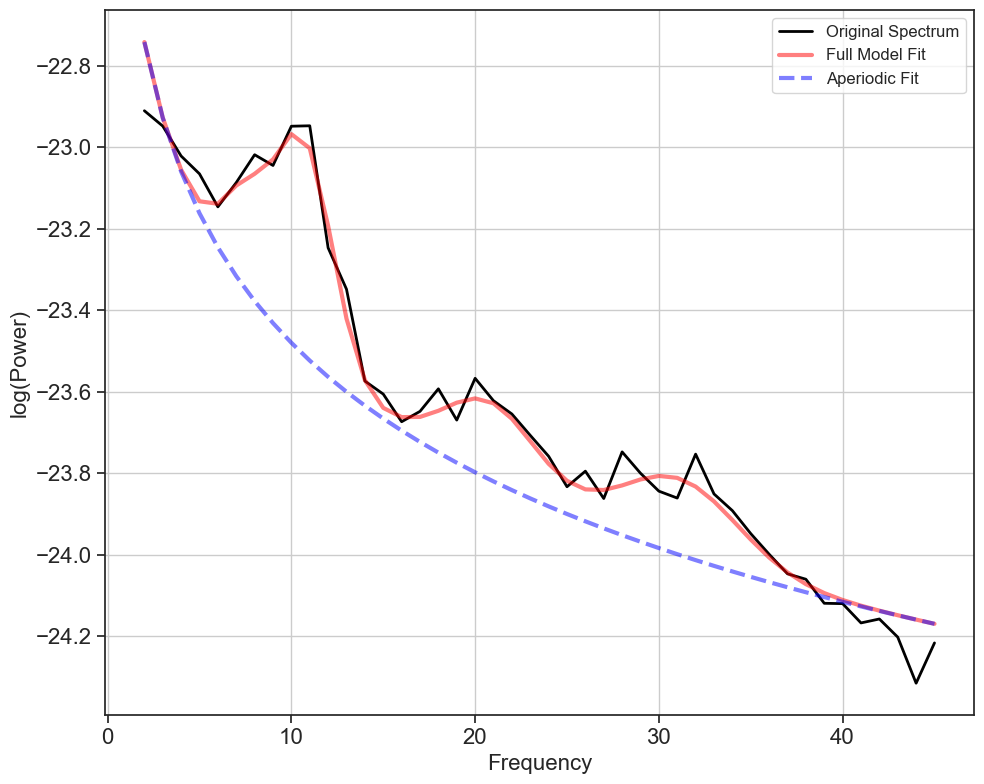 Original Spectrum
Full Model Fit
Aperiodic Fit
log(Power)
−22.8
−23.0
−23.2
−23.4
−23.6
−23.8
−24.0
−24.2
0 10 20 30 40
Frequency